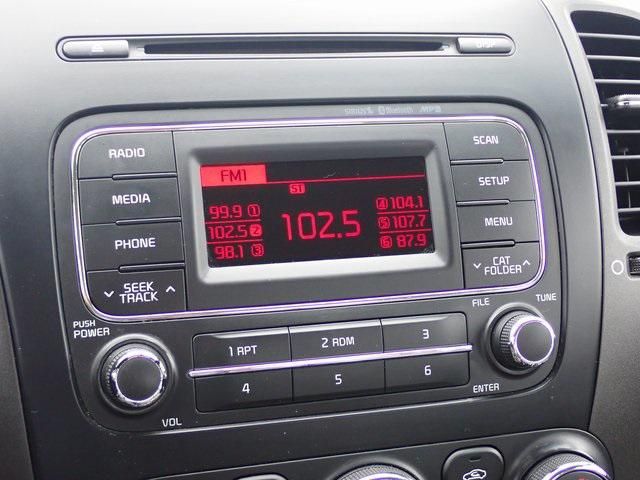 DISP
SIRIUS Bluetooth MP3
RADIO
MEDIA
PHONE
SEEK
TRACK
FM1
ST
99.9 1
102.5 2
98.1 3
102.5
4 104.1
5 107.7
6 87.9
SCAN
SETUP
MENU
CAT
FOLDER
PUSH
POWER
VOL
1 RPT
2 RDM
3
4
5
6
FILE
TUNE
ENTER